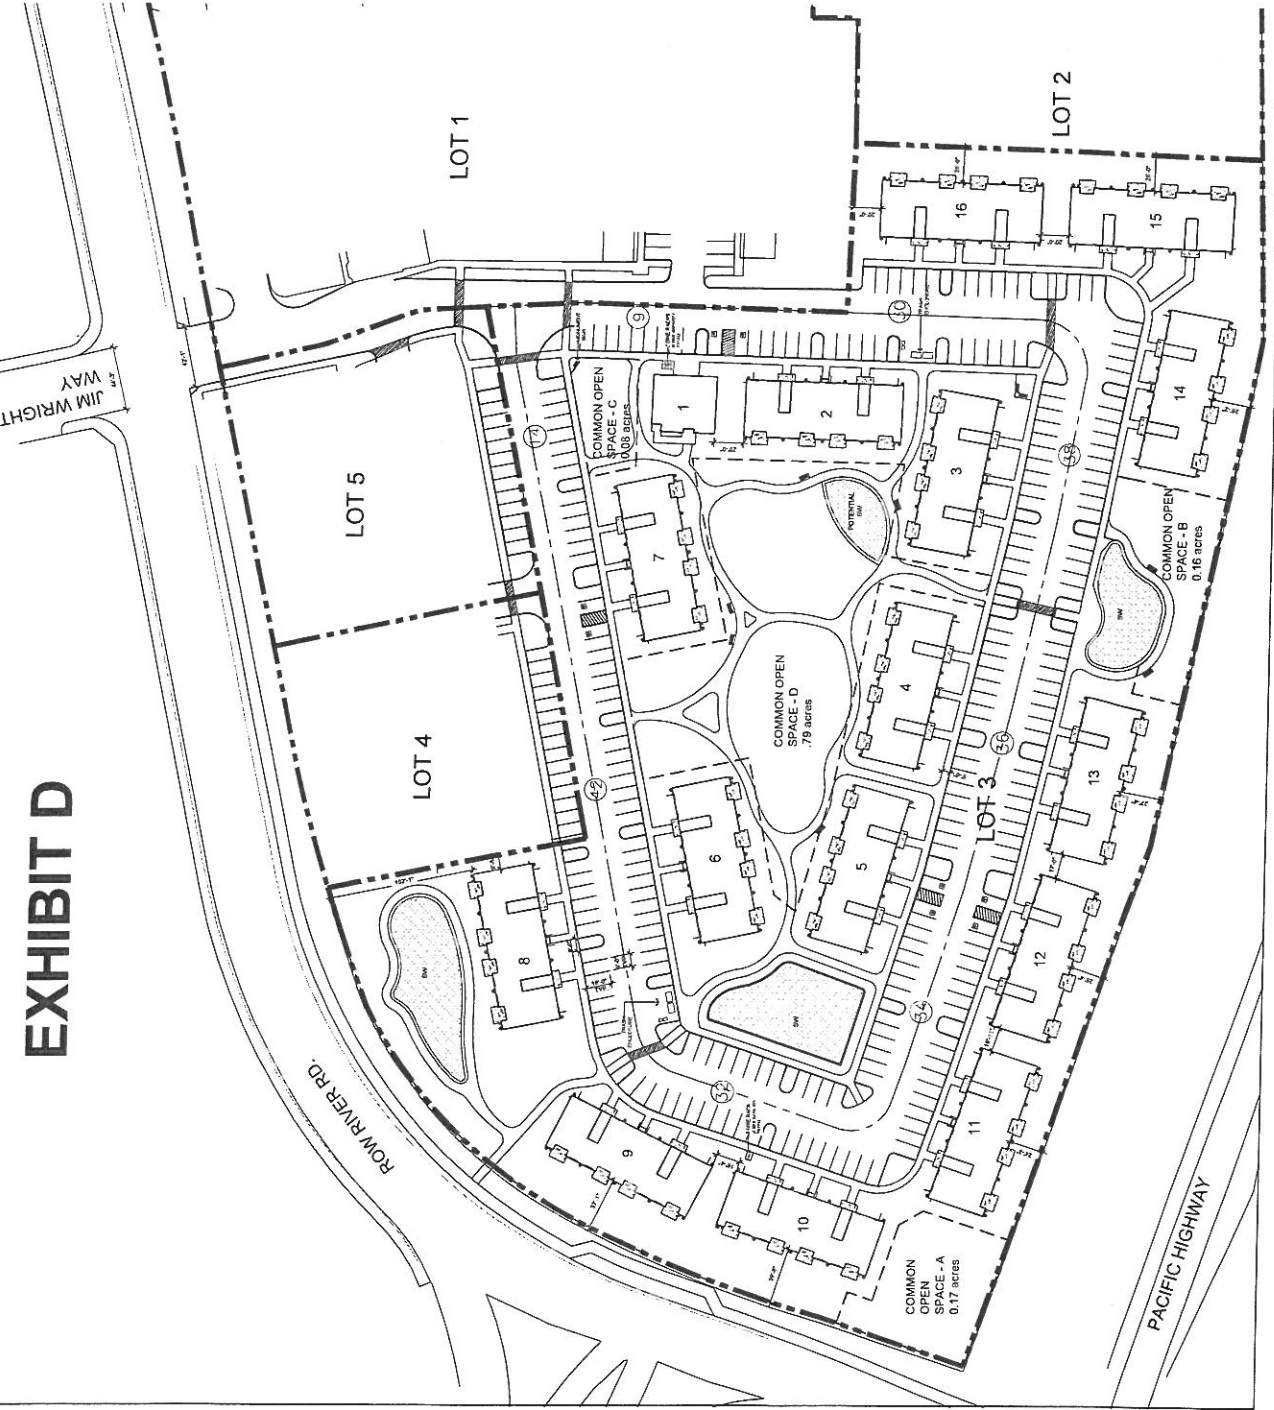 EXHIBIT D
JIM WRIGHT
WAY
ROW RIVER RD.
PACIFIC HIGHWAY
LOT 1
LOT 2
LOT 3
LOT 4
LOT 5
COMMON OPEN
SPACE - C
0.08 acres
COMMON OPEN
SPACE - D
.79 acres
COMMON OPEN
SPACE - B
0.16 acres
COMMON
OPEN
SPACE - A
0.17 acres
POTENTIAL
SW
SW
SW
SW
1
2
3
4
5
6
7
8
9
10
11
12
13
14
15
16
9
30
38
36
34
32
42